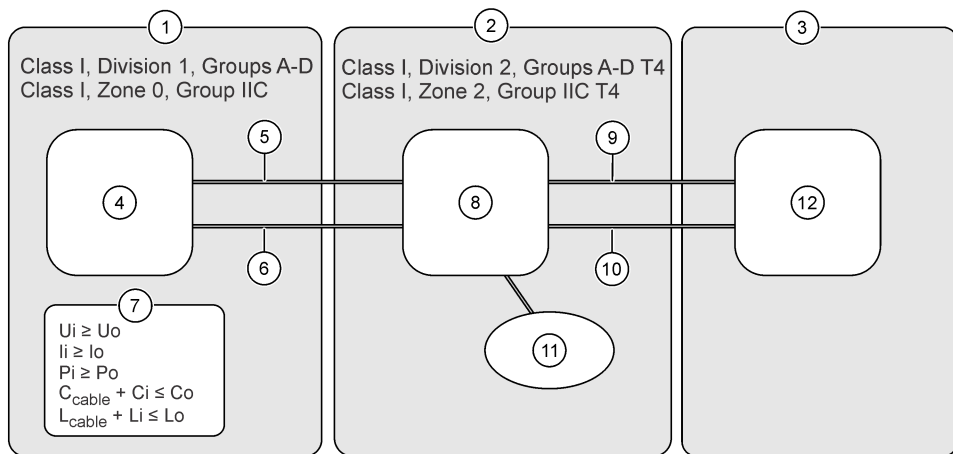 1
2
3
Class I, Division 1, Groups A-D
Class I, Zone 0, Group IIC
Class I, Division 2, Groups A-D T4
Class I, Zone 2, Group IIC T4
5
9
4
8
12
6
10
7
Ui ≥ Uo
Ii ≥ Io
Pi ≥ Po
Ccable + Ci ≤ Co
Lcable + Li ≤ Lo
11